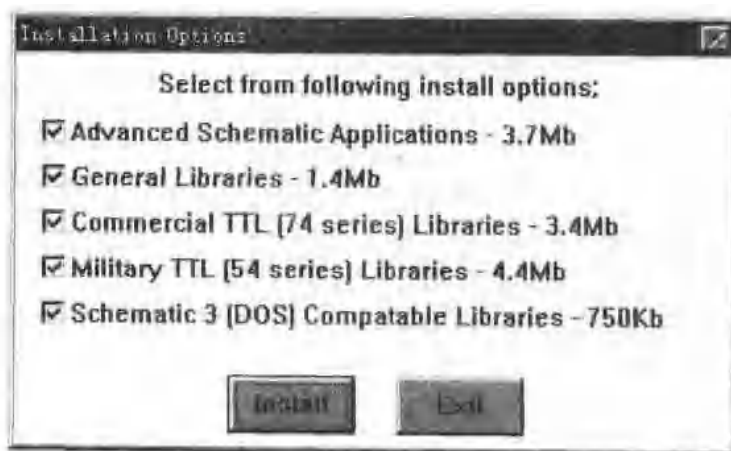 Installation Options
Select from following install options:
Advanced Schematic Applications - 3.7Mb
General Libraries - 1.4Mb
Commercial TTL (74 series) Libraries - 3.4Mb
Military TTL (54 series) Libraries - 4.4Mb
Schematic 3 (DOS) Compatable Libraries - 750Kb
Install
Exit